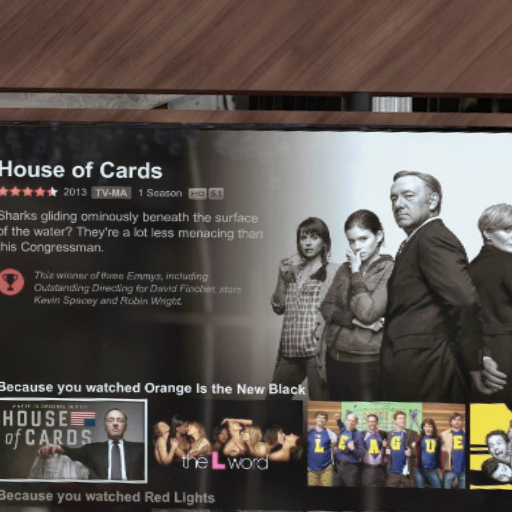 House of Cards
2013 TV-MA 1 Season HD 5.1
Sharks gliding ominously beneath the surface
of the water? They're a lot less menacing than
this Congressman.
This winner of three Emmys, including
Outstanding Directing for David Fincher, stars
Kevin Spacey and Robin Wright.
Because you watched Orange Is the New Black
HOUSE
of CARDS
the L word
LEAGUE
Because you watched Red Lights